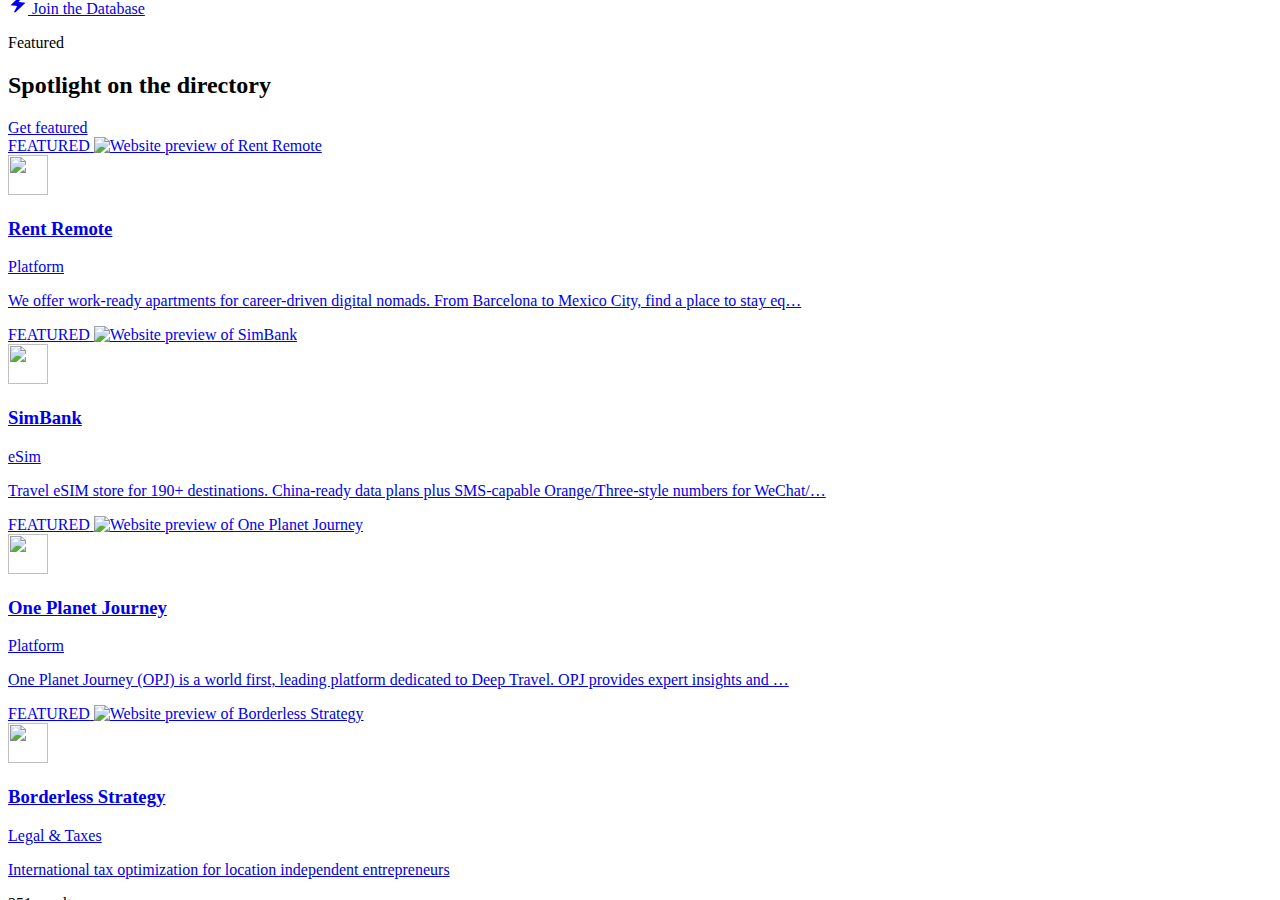 Join the Database
Featured
Spotlight on the directory
Get featured
FEATURED Website preview of Rent Remote
Rent Remote
Platform
We offer work-ready apartments for career-driven digital nomads. From Barcelona to Mexico City, find a place to stay eq…
FEATURED Website preview of SimBank
SimBank
eSim
Travel eSIM store for 190+ destinations. China-ready data plans plus SMS-capable Orange/Three-style numbers for WeChat/…
FEATURED Website preview of One Planet Journey
One Planet Journey
Platform
One Planet Journey (OPJ) is a world first, leading platform dedicated to Deep Travel. OPJ provides expert insights and …
FEATURED Website preview of Borderless Strategy
Borderless Strategy
Legal & Taxes
International tax optimization for location independent entrepreneurs